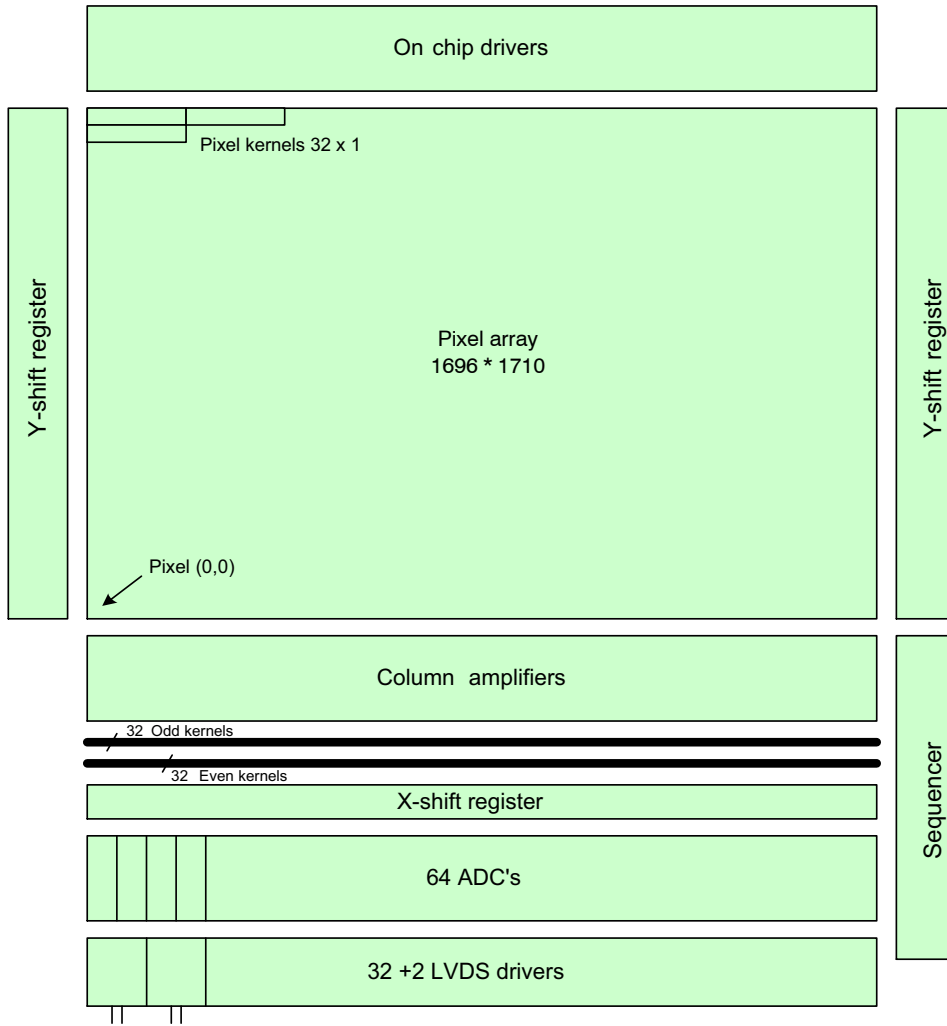 On chip drivers
Y-shift register
Pixel kernels 32 x 1
Pixel array
1696 * 1710
Pixel (0,0)
Y-shift register
Column amplifiers
32 Odd kernels
32 Even kernels
X-shift register
64 ADC's
32 +2 LVDS drivers
Sequencer